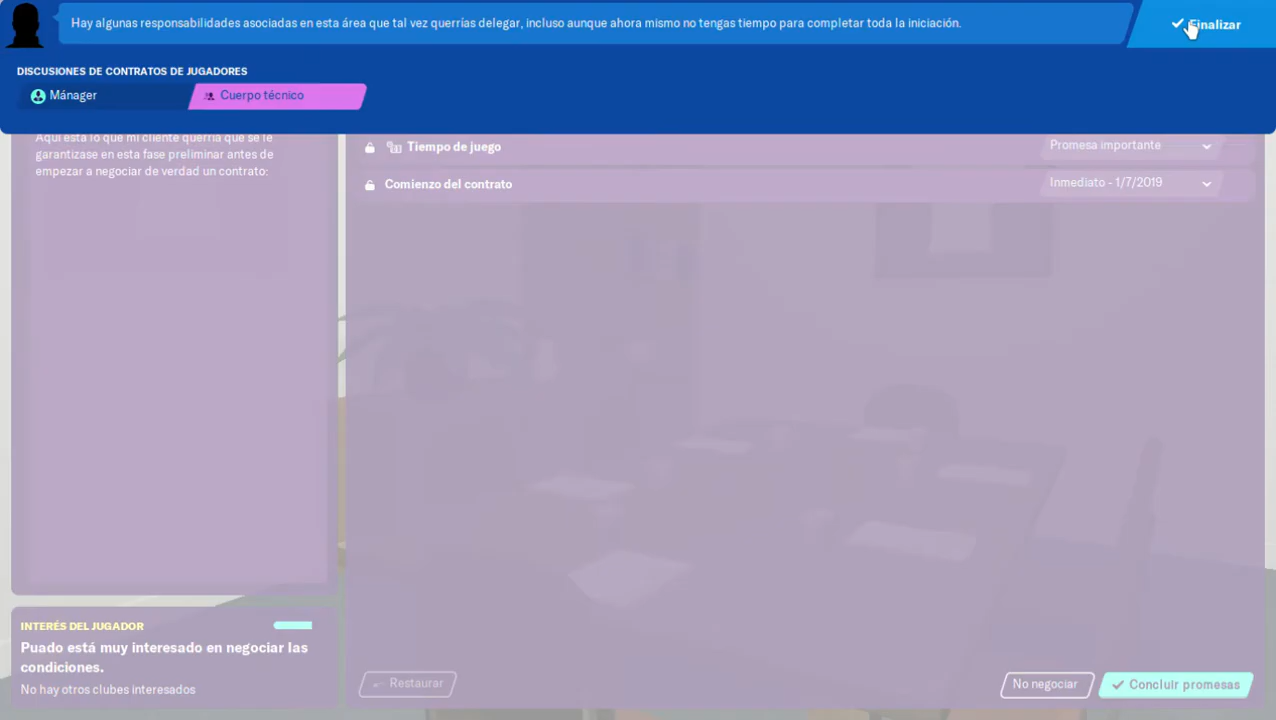 Hay algunas responsabilidades asociadas en esta área que tal vez querrías delegar, incluso aunque ahora mismo no tengas tiempo para completar toda la iniciación.
Finalizar
DISCUSIONES DE CONTRATOS DE JUGADORES
Mánager
Cuerpo técnico
Aquí está lo que mi cliente querría que se le
garantizase en esta fase preliminar antes de
empezar a negociar de verdad un contrato:
Tiempo de juego
Promesa importante
Comienzo del contrato
Inmediato - 1/7/2019
INTERÉS DEL JUGADOR
Puado está muy interesado en negociar las
condiciones.
No hay otros clubes interesados
Restaurar
No negociar
Concluir promesas